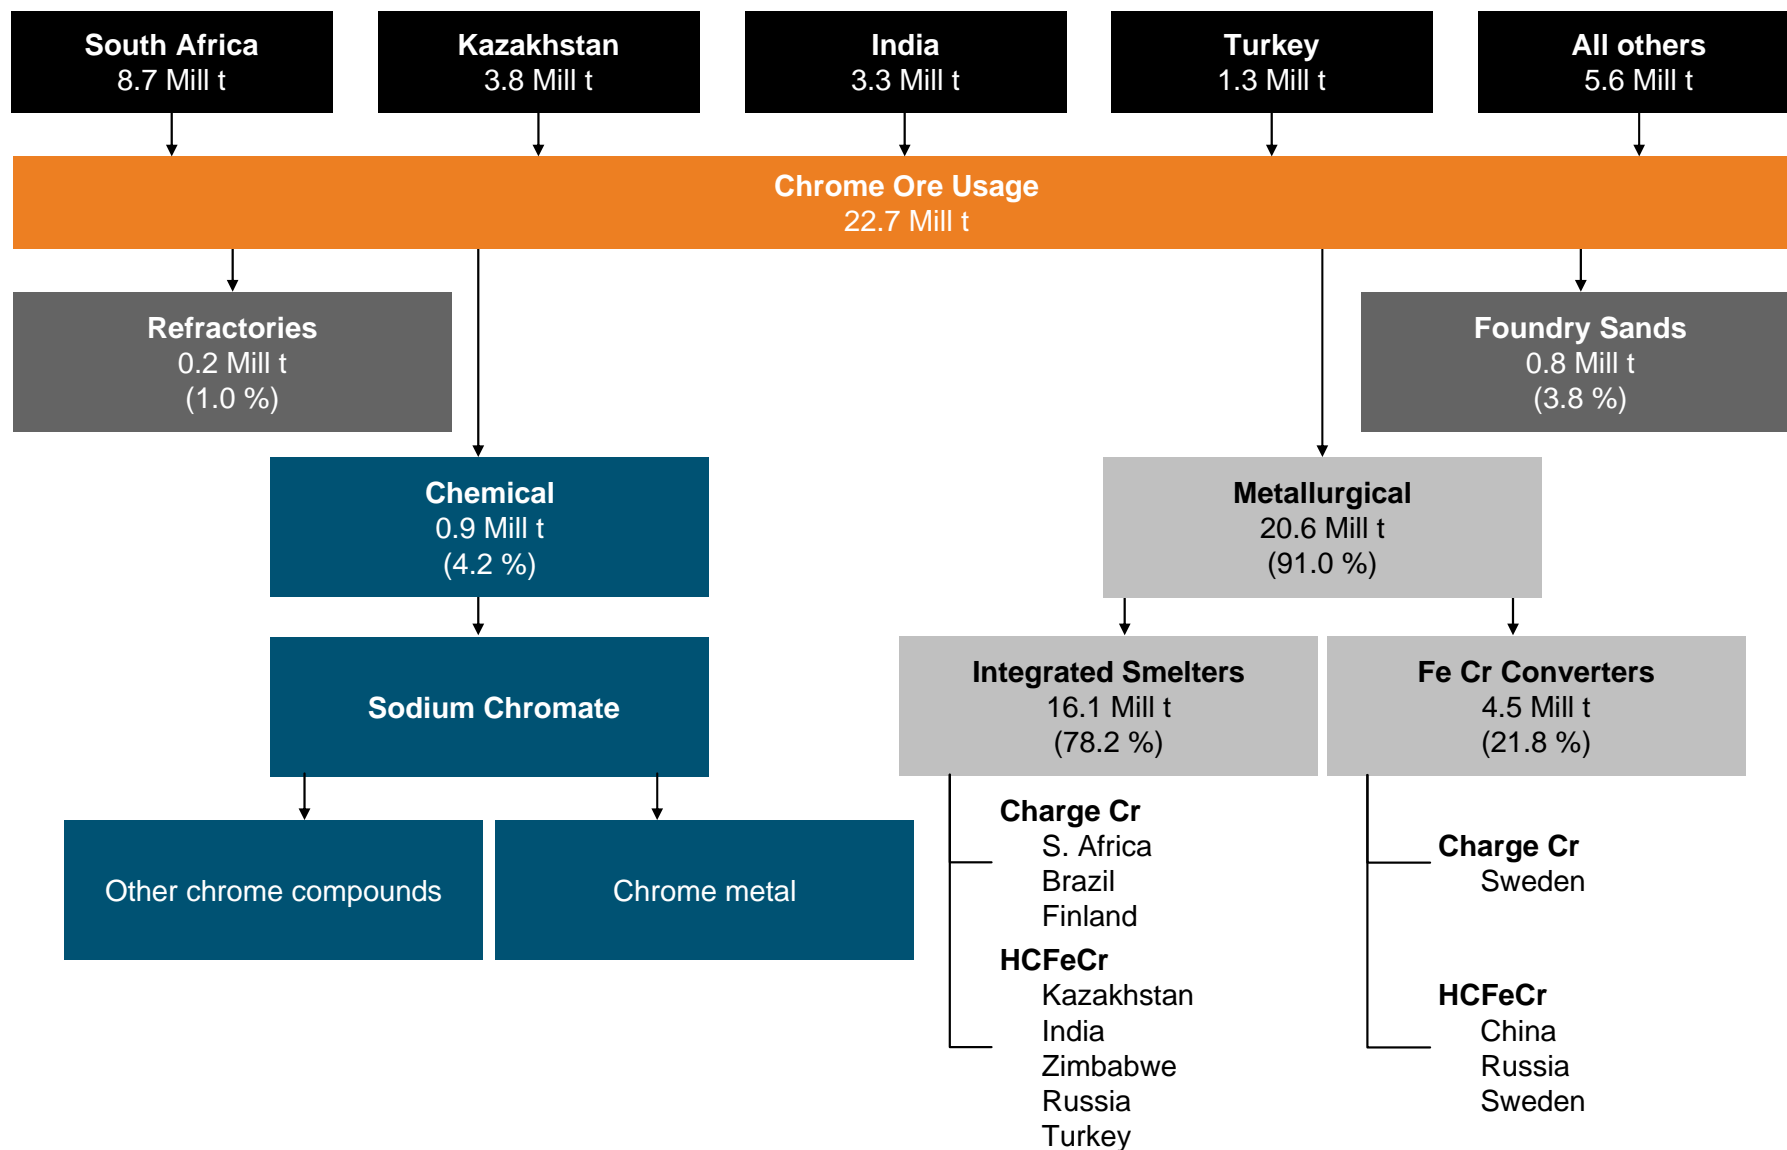 South Africa
8.7 Mill t
Kazakhstan
3.8 Mill t
India
3.3 Mill t
Turkey
1.3 Mill t
All others
5.6 Mill t
Chrome Ore Usage
22.7 Mill t
Refractories
0.2 Mill t
(1.0 %)
Foundry Sands
0.8 Mill t
(3.8 %)
Chemical
0.9 Mill t
(4.2 %)
Metallurgical
20.6 Mill t
(91.0 %)
Sodium Chromate
Integrated Smelters
16.1 Mill t
(78.2 %)
Fe Cr Converters
4.5 Mill t
(21.8 %)
Other chrome compounds
Chrome metal
Charge Cr
S. Africa
Brazil
Finland
HCFeCr
Kazakhstan
India
Zimbabwe
Russia
Turkey
Charge Cr
Sweden
HCFeCr
China
Russia
Sweden